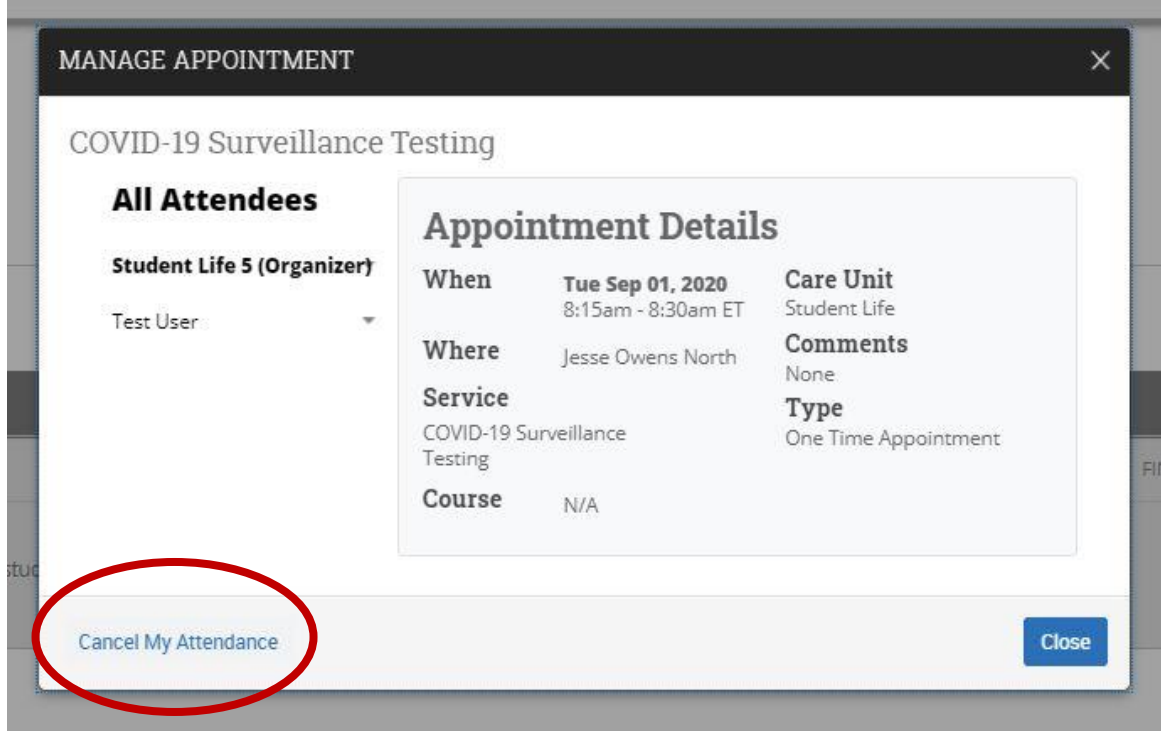 MANAGE APPOINTMENT
COVID-19 Surveillance Testing
All Attendees
Student Life 5 (Organizer)
Test User
Appointment Details
When
Tue Sep 01, 2020
8:15am - 8:30am ET
Where
Jesse Owens North
Service
COVID-19 Surveillance
Testing
Course
N/A
Care Unit
Student Life
Comments
None
Type
One Time Appointment
Cancel My Attendance
Close